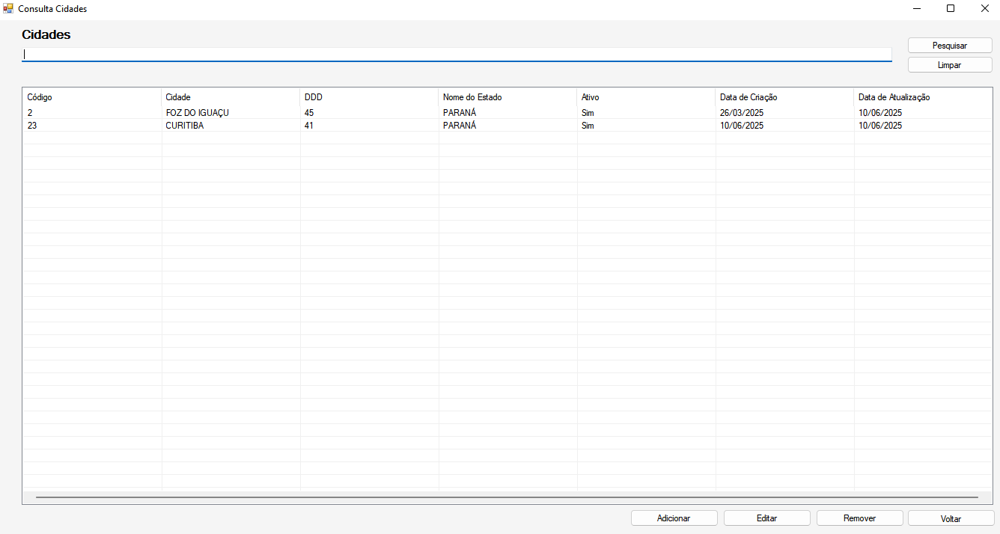 Consulta Cidades
Cidades
Pesquisar
Limpar
Código Cidade DDD Nome do Estado Ativo Data de Criação Data de Atualização
2 FOZ DO IGUAÇU 45 PARANÁ Sim 26/03/2025 10/06/2025
23 CURITIBA 41 PARANÁ Sim 10/06/2025 10/06/2025
Adicionar Editar Remover Voltar